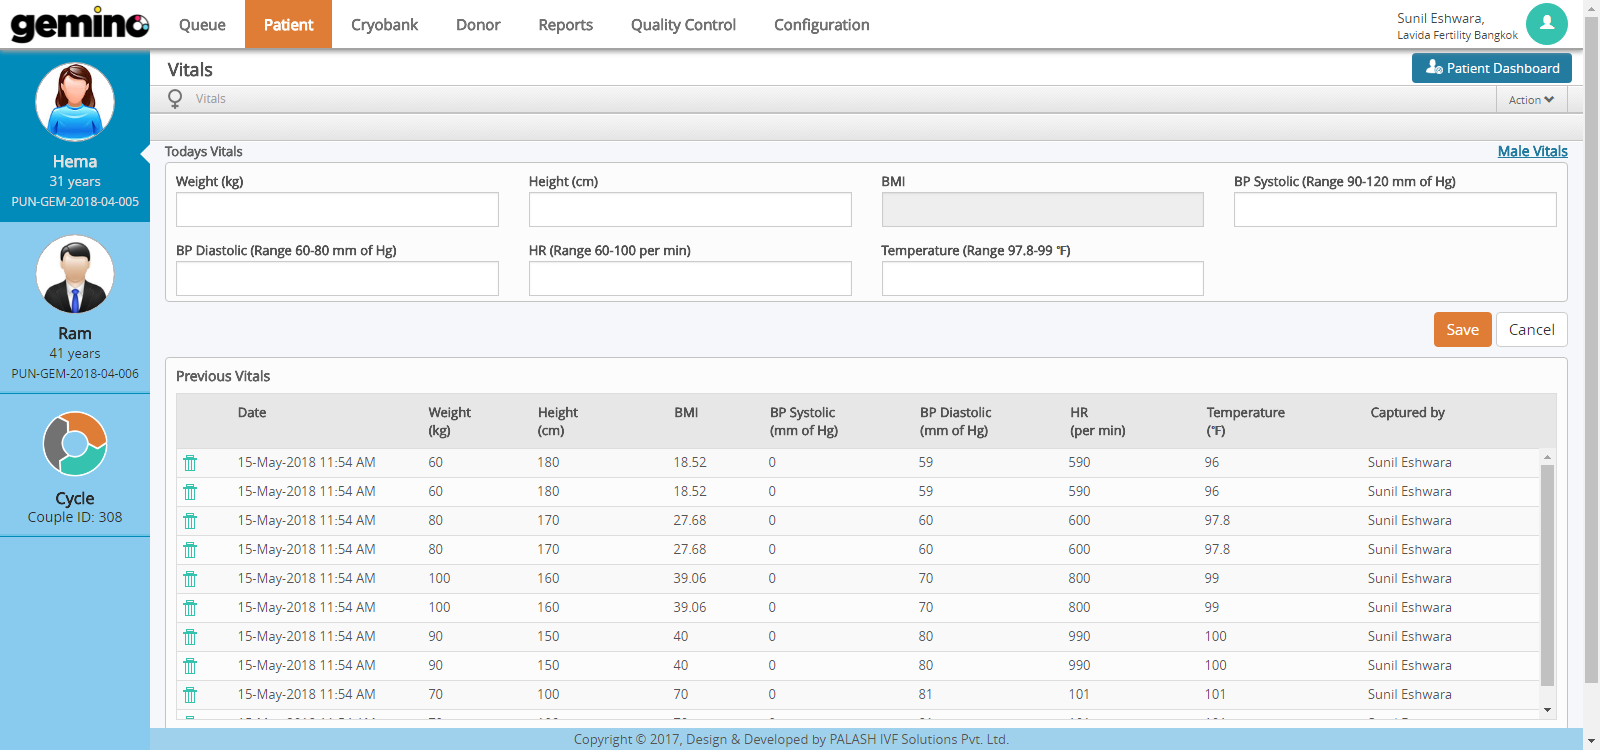 gemino Queue Patient Cryobank Donor Reports Quality Control Configuration
Sunil Eshwara,
Lavida Fertility Bangkok
Hema
31 years
PUN-GEM-2018-04-005
Ram
41 years
PUN-GEM-2018-04-006
Cycle
Couple ID: 308
Vitals Patient Dashboard
Vitals Action
Todays Vitals Male Vitals
Weight (kg) Height (cm) BMI BP Systolic (Range 90-120 mm of Hg)
BP Diastolic (Range 60-80 mm of Hg) HR (Range 60-100 per min) Temperature (Range 97.8-99 °F)
Save Cancel
Previous Vitals
Date Weight (kg) Height (cm) BMI BP Systolic (mm of Hg) BP Diastolic (mm of Hg) HR (per min) Temperature (°F) Captured by
15-May-2018 11:54 AM 60 180 18.52 0 59 590 96 Sunil Eshwara
15-May-2018 11:54 AM 60 180 18.52 0 59 590 96 Sunil Eshwara
15-May-2018 11:54 AM 80 170 27.68 0 60 600 97.8 Sunil Eshwara
15-May-2018 11:54 AM 80 170 27.68 0 60 600 97.8 Sunil Eshwara
15-May-2018 11:54 AM 100 160 39.06 0 70 800 99 Sunil Eshwara
15-May-2018 11:54 AM 100 160 39.06 0 70 800 99 Sunil Eshwara
15-May-2018 11:54 AM 90 150 40 0 80 990 100 Sunil Eshwara
15-May-2018 11:54 AM 90 150 40 0 80 990 100 Sunil Eshwara
15-May-2018 11:54 AM 70 100 70 0 81 101 101 Sunil Eshwara
Copyright © 2017, Design & Developed by PALASH IVF Solutions Pvt. Ltd.